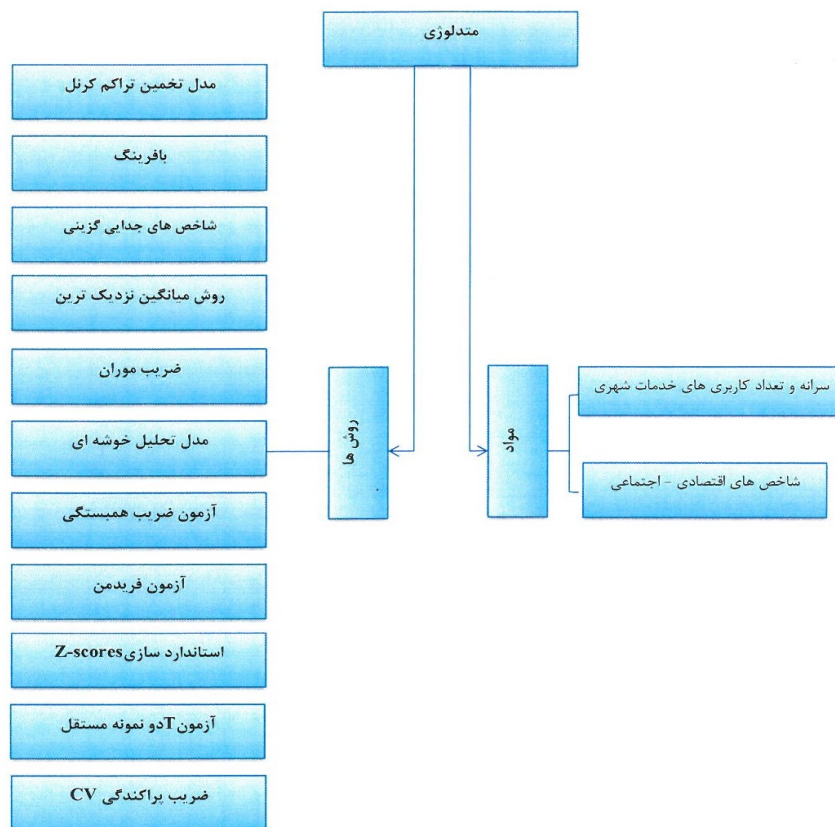 متدلوژی
مواد
سرانه و تعداد کاربری های خدمات شهری
شاخص های اقتصادی - اجتماعی
روش ها
مدل تخمین تراکم کرنل
بافرینگ
شاخص های جدایی گزینی
روش میانگین نزدیک ترین
ضریب موران
مدل تحلیل خوشه ای
آزمون ضریب همبستگی
آزمون فریدمن
استاندارد سازیZ-scores
آزمونTدو نمونه مستقل
ضریب پراکندگی CV